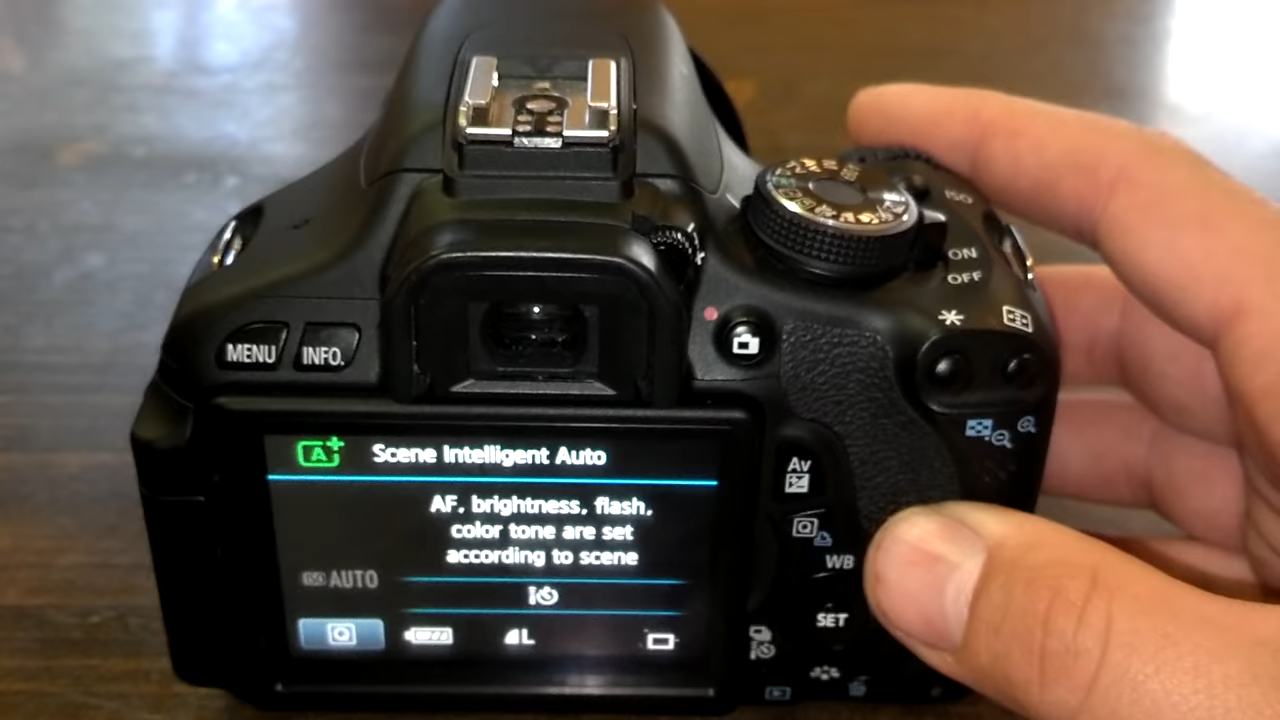 ISO
ON
OFF
MENU
INFO.
Av
WB
SET
A+
Scene Intelligent Auto
AF, brightness, flash,
color tone are set
according to scene
ISO AUTO
Q
L
Q